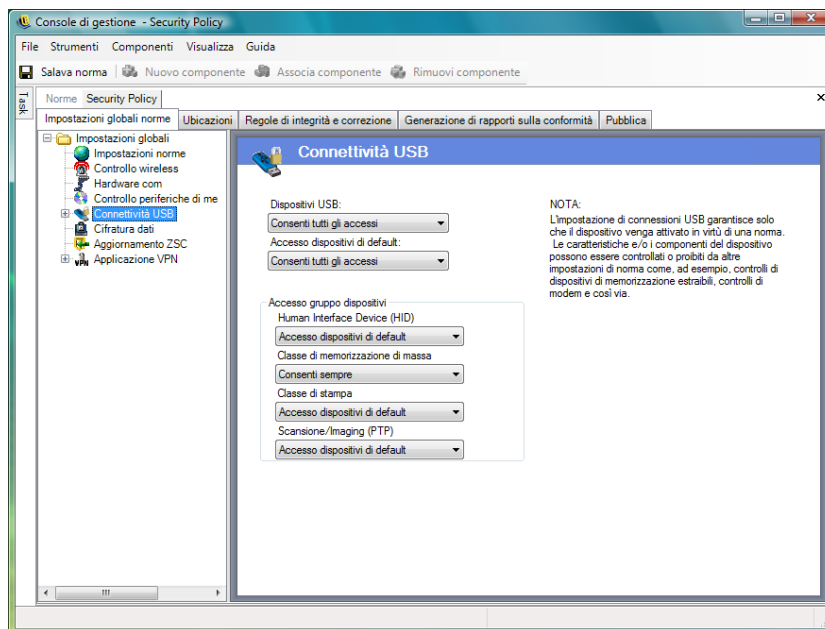 Console di gestione - Security Policy
File Strumenti Componenti Visualizza Guida
Salava norma Nuovo componente Associa componente Rimuovi componente
Task
Norme Security Policy
Impostazioni globali norme Ubicazioni Regole di integrità e correzione Generazione di rapporti sulla conformità Pubblica
Impostazioni globali
Impostazioni norme
Controllo wireless
Hardware com
Controllo periferiche di me
Connettività USB
Cifratura dati
Aggiornamento ZSC
Applicazione VPN
Connettività USB
Dispositivi USB:
Consenti tutti gli accessi
Accesso dispositivi di default:
Consenti tutti gli accessi
Accesso gruppo dispositivi
Human Interface Device (HID)
Accesso dispositivi di default
Classe di memorizzazione di massa
Consenti sempre
Classe di stampa
Accesso dispositivi di default
Scansione/Imaging (PTP)
Accesso dispositivi di default
NOTA:
L'impostazione di connessioni USB garantisce solo
che il dispositivo venga attivato in virtù di una norma.
Le caratteristiche e/o i componenti del dispositivo
possono essere controllati o proibiti da altre
impostazioni di norma come, ad esempio, controlli di
dispositivi di memorizzazione estraibili, controlli di
modem e così via.